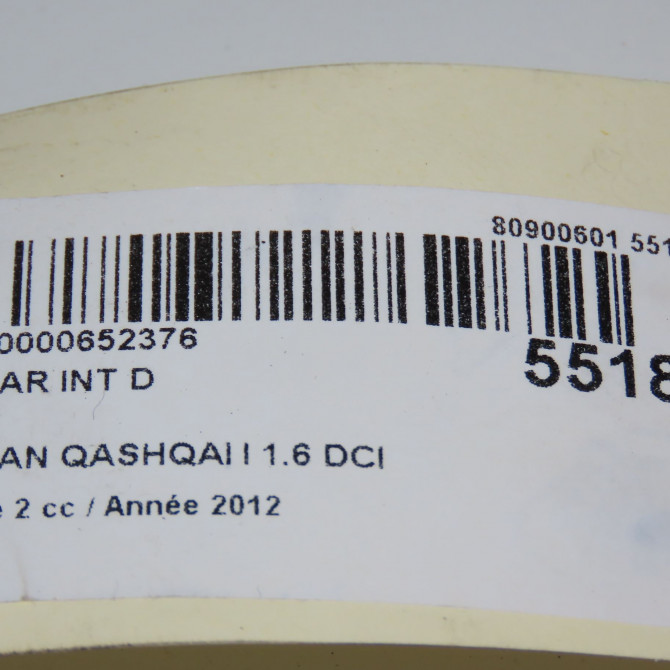 80900601 551
0000652376
5518
AR INT D
AN QASHQAI I 1.6 DCI
e 2 cc / Année 2012